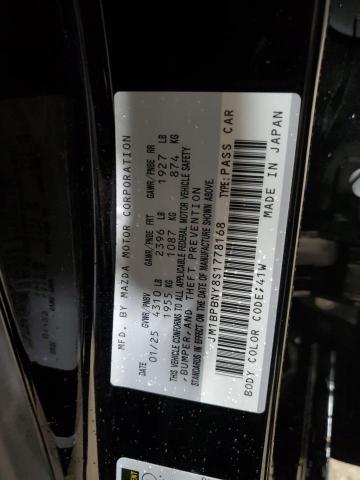 MFD. BY MAZDA MOTOR CORPORATION
01/25 GVWR/PNBV GAWR/PNBE FRT GAWR/PNBE RR
4310 LB 2396 LB 1927 LB
1955 KG 1087 KG 874 KG
THIS VEHICLE CONFORMS TO ALL APPLICABLE FEDERAL MOTOR VEHICLE SAFETY
,BUMPER,AND THEFT PREVENTION
STANDARDS IN EFFECT ON THE DATE OF MANUFACTURE SHOWN ABOVE.
JM1BPBNY8S1778168 TYPE:PASS CAR
BODY COLOR CODE:41W MADE IN JAPAN